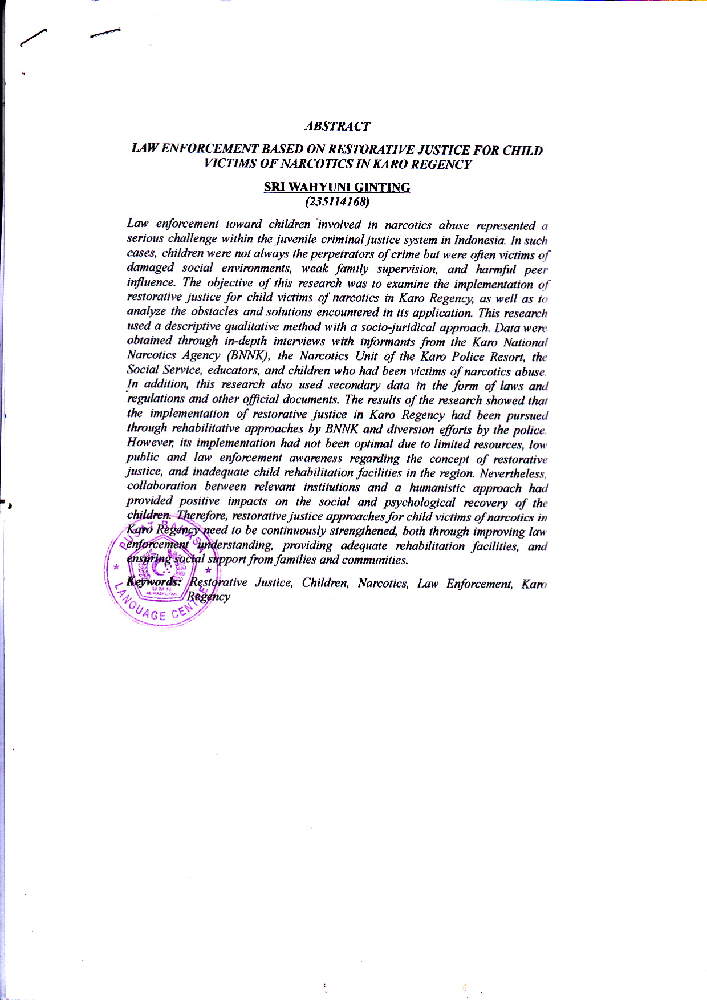 ABSTRACT
LAW ENFORCEMENT BASED ON RESTORATIVE JUSTICE FOR CHILD
VICTIMS OF NARCOTICS IN KARO REGENCY
SRI WAHYUNI GINTING
(235114168)
Law enforcement toward children involved in narcotics abuse represented a
serious challenge within the juvenile criminal justice system in Indonesia. In such
cases, children were not always the perpetrators of crime but were often victims of
damaged social environments, weak family supervision, and harmful peer
influence. The objective of this research was to examine the implementation of
restorative justice for child victims of narcotics in Karo Regency, as well as to
analyze the obstacles and solutions encountered in its application. This research
used a descriptive qualitative method with a socio-juridical approach. Data were
obtained through in-depth interviews with informants from the Karo National
Narcotics Agency (BNNK), the Narcotics Unit of the Karo Police Resort, the
Social Service, educators, and children who had been victims of narcotics abuse.
In addition, this research also used secondary data in the form of laws and
regulations and other official documents. The results of the research showed that
the implementation of restorative justice in Karo Regency had been pursued
through rehabilitative approaches by BNNK and diversion efforts by the police.
However, its implementation had not been optimal due to limited resources, low
public and law enforcement awareness regarding the concept of restorative
justice, and inadequate child rehabilitation facilities in the region. Nevertheless,
collaboration between relevant institutions and a humanistic approach had
provided positive impacts on the social and psychological recovery of the
children. Therefore, restorative justice approaches for child victims of narcotics in
Karo Regency need to be continuously strengthened, both through improving law
enforcement understanding, providing adequate rehabilitation facilities, and
ensuring social support from families and communities.
Keywords: Restorative Justice, Children, Narcotics, Law Enforcement, Karo
Regency
PUSAT BAHASA
UMN
AL WASHLIYAH
LANGUAGE CENTRE